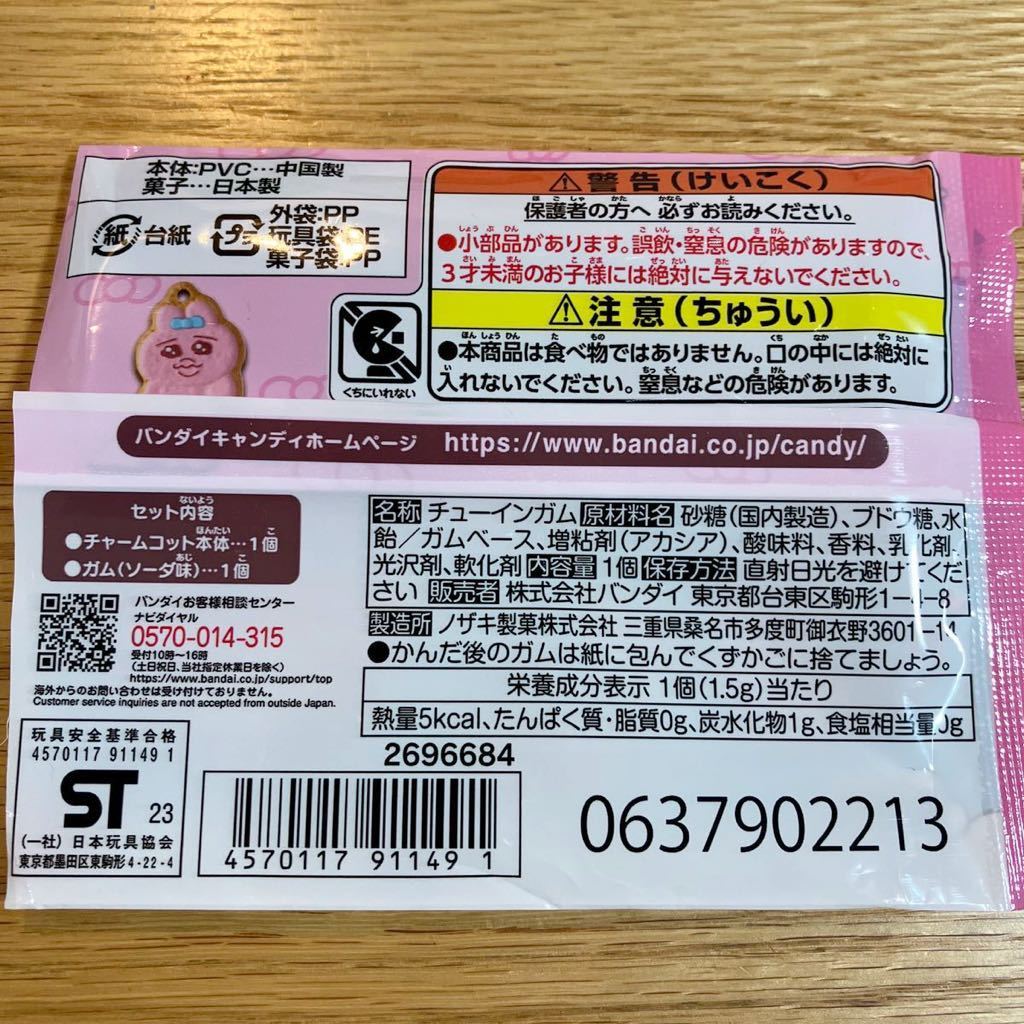 本体:PVC…中国製
菓子…日本製
紙 台紙
プラ
外袋:PP
玩具袋:PE
菓子袋:PP
くちにいれない
⚠警告(けいこく)
保護者の方へ 必ずお読みください。
●小部品があります。誤飲・窒息の危険がありますので、
3才未満のお子様には絶対に与えないでください。
⚠注意(ちゅうい)
●本商品は食べ物ではありません。口の中には絶対に
入れないでください。窒息などの危険があります。
バンダイキャンディホームページ https://www.bandai.co.jp/candy/
セット内容
●チャームコット本体…1個
●ガム(ソーダ味)…1個
バンダイお客様相談センター
ナビダイヤル
0570-014-315
受付10時〜16時
(土日祝日、当社指定休業日を除く)
https://www.bandai.co.jp/support/top
海外からのお問い合わせは受け付けておりません。
Customer service inquiries are not accepted from outside Japan.
名称 チューインガム 原材料名 砂糖(国内製造)、ブドウ糖、水
飴/ガムベース、増粘剤(アカシア)、酸味料、香料、乳化剤、
光沢剤、軟化剤 内容量 1個 保存方法 直射日光を避けてくだ
さい 販売者 株式会社バンダイ 東京都台東区駒形1-4-8
製造所 ノザキ製菓株式会社 三重県桑名市多度町御衣野3601-14
●かんだ後のガムは紙に包んでくずかごに捨てましょう。
栄養成分表示 1個(1.5g)当たり
熱量5kcal、たんぱく質・脂質0g、炭水化物1g、食塩相当量0g
玩具安全基準合格
4570117 91149 1
ST 23
(一社)日本玩具協会
東京都墨田区東駒形4-22-4
2696684
4570117 91149 1
0637902213